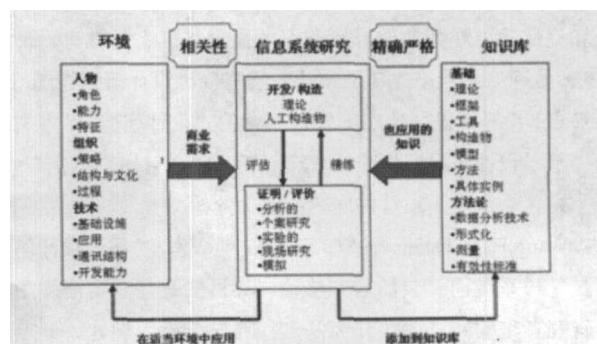 环境
相关性
信息系统研究
精确严格
知识库
人物
•角色
•能力
•特征
组织
•策略
•结构与文化
•过程
技术
•基础设施
•应用
•通讯结构
•开发能力
商业
需求
开发/构造
理论
人工构造物
评估
精练
证明/评价
•分析的
•个案研究
•实验的
•现场研究
•模拟
也应用的
知识
基础
•理论
•框架
•工具
•构造物
•模型
•方法
•具体实例
方法论
•数据分析技术
•形式化
•测量
•有效性标准
在适当环境中应用
添加到知识库